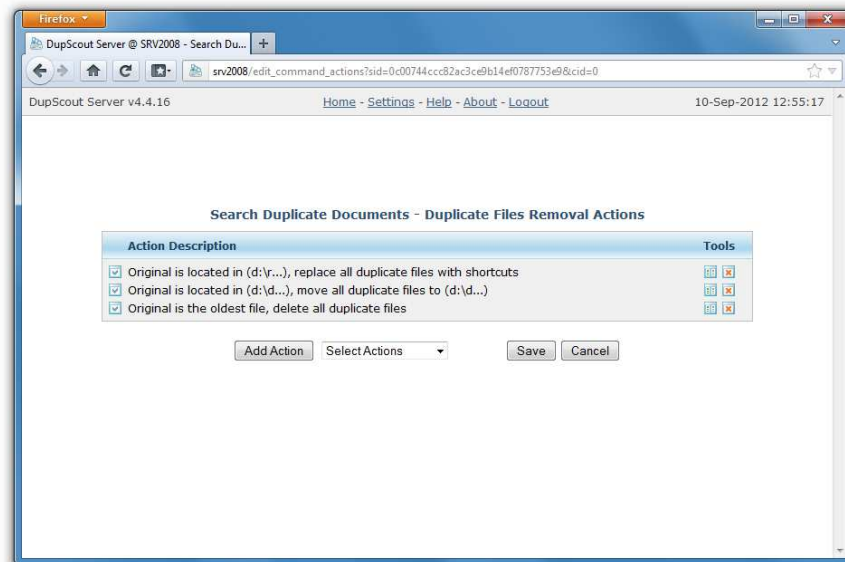 Firefox
DupScout Server @ SRV2008 - Search Du...
srv2008/edit_command_actions?sid=0c00744ccc82ac3ce9b14ef0787753e9&cid=0
DupScout Server v4.4.16 Home - Settings - Help - About - Logout 10-Sep-2012 12:55:17
Search Duplicate Documents - Duplicate Files Removal Actions
Action Description Tools
Original is located in (d:\r...), replace all duplicate files with shortcuts
Original is located in (d:\d...), move all duplicate files to (d:\d...)
Original is the oldest file, delete all duplicate files
Add Action Select Actions Save Cancel